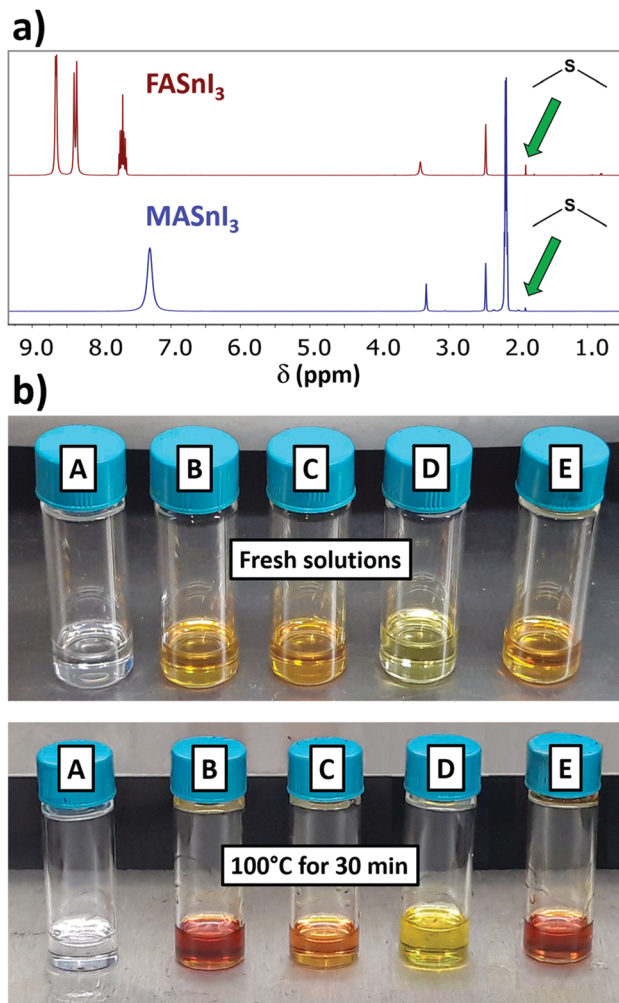 a)
FASnI₃
S
MASnI₃
S
9.0 8.0 7.0 6.0 5.0 4.0 3.0 2.0 1.0
δ (ppm)
b)
A B C D E
Fresh solutions
A B C D E
100°C for 30 min